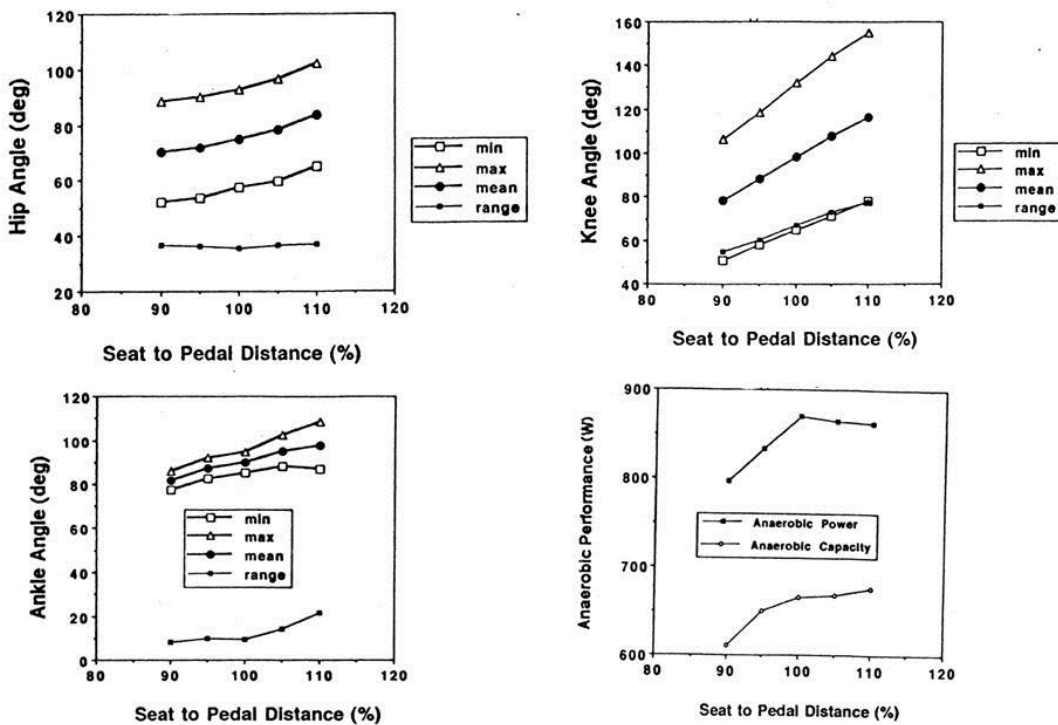 Hip Angle (deg)
120
100
80
60
40
20
80 90 100 110 120
Seat to Pedal Distance (%)
min
max
mean
range
Knee Angle (deg)
160
140
120
100
80
60
40
80 90 100 110 120
Seat to Pedal Distance (%)
min
max
mean
range
Ankle Angle (deg)
120
100
80
60
40
20
0
80 90 100 110 120
Seat to Pedal Distance (%)
min
max
mean
range
Anaerobic Performance (W)
900
800
700
600
80 90 100 110 120
Seat to Pedal Distance (%)
Anaerobic Power
Anaerobic Capacity